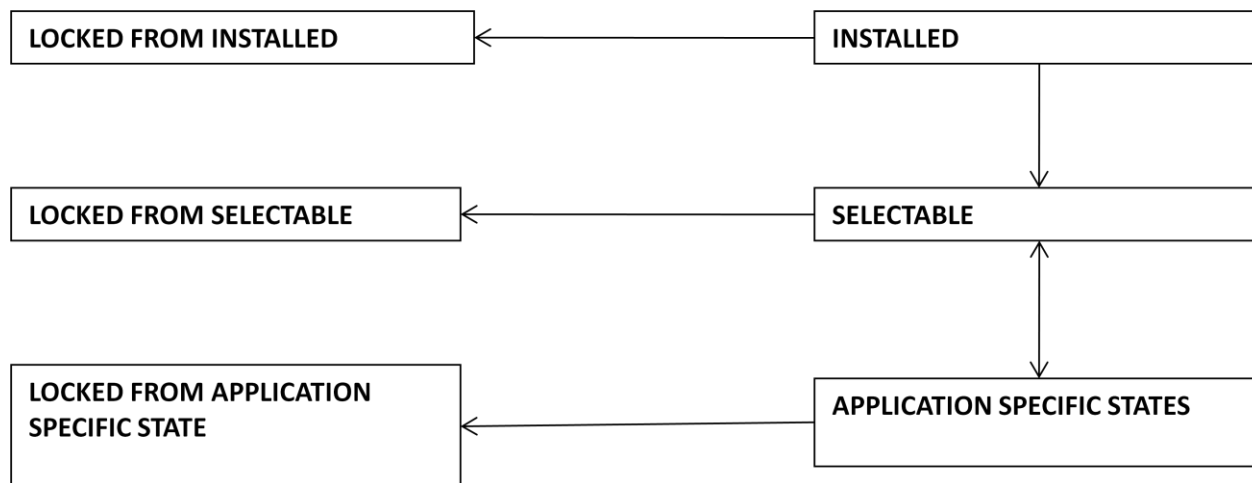 LOCKED FROM INSTALLED
INSTALLED
LOCKED FROM SELECTABLE
SELECTABLE
LOCKED FROM APPLICATION
SPECIFIC STATE
APPLICATION SPECIFIC STATES